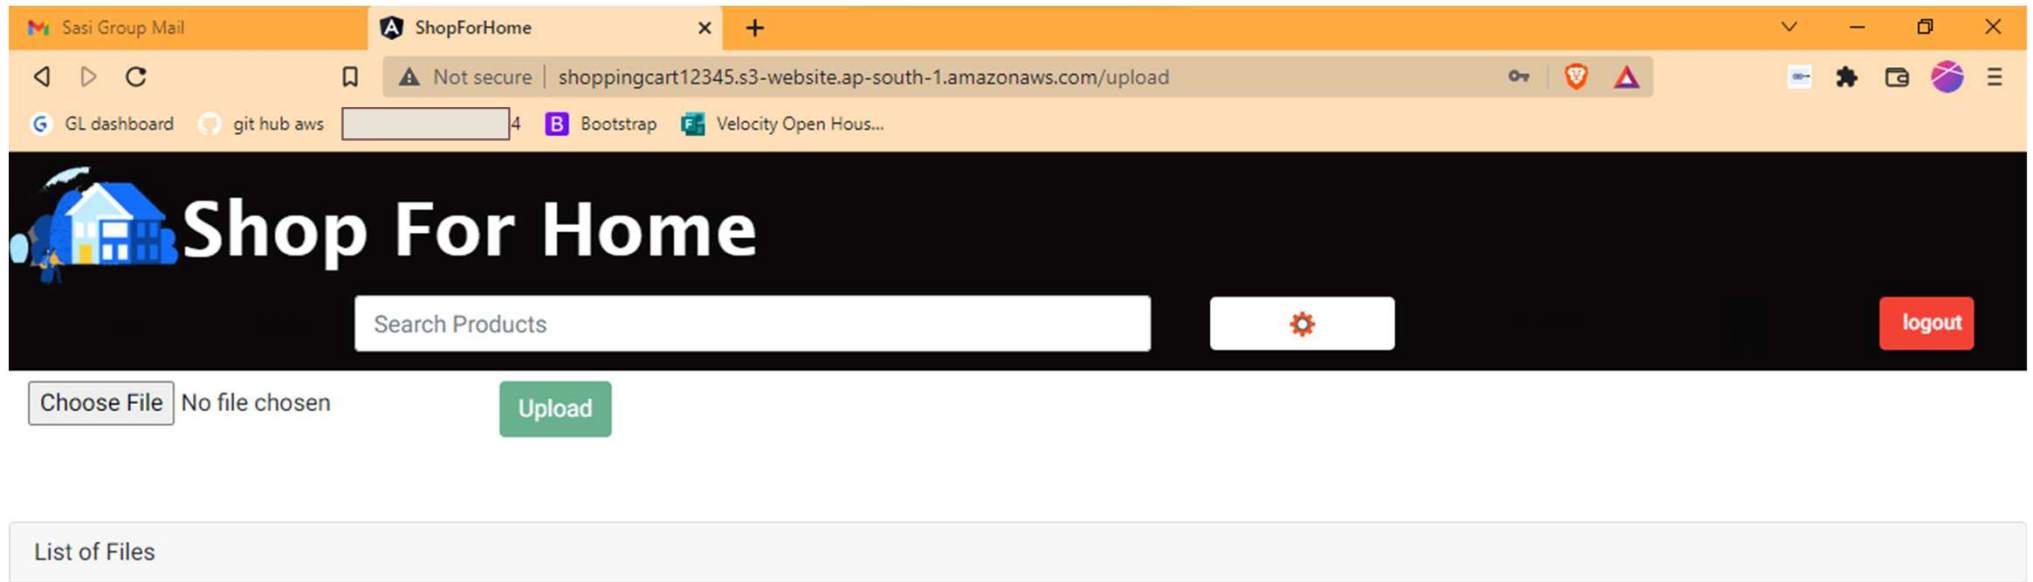 Sasi Group Mail ShopForHome
Not secure shoppingcart12345.s3-website.ap-south-1.amazonaws.com/upload
GL dashboard git hub aws 4 Bootstrap Velocity Open Hous...
Shop For Home
Search Products logout
Choose File No file chosen Upload
List of Files